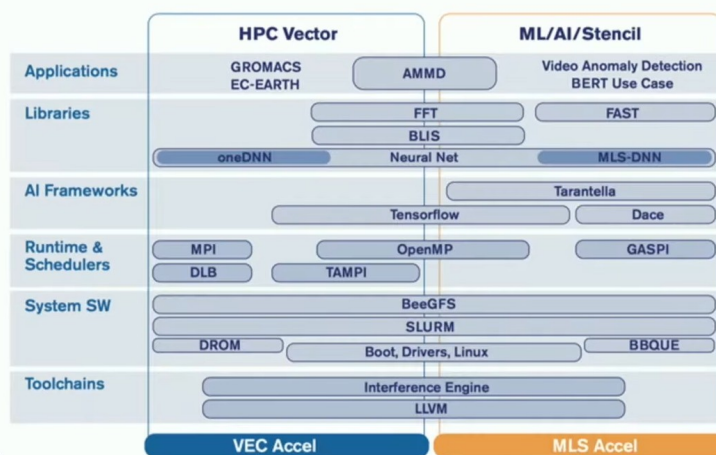 HPC Vector
ML/AI/Stencil
Applications
GROMACS
EC-EARTH
AMMD
Video Anomaly Detection
BERT Use Case
Libraries
FFT
FAST
BLIS
oneDNN
Neural Net
MLS-DNN
AI Frameworks
Tarantella
Tensorflow
Dace
Runtime &
Schedulers
MPI
OpenMP
GASPI
DLB
TAMPI
System SW
BeeGFS
SLURM
DROM
Boot, Drivers, Linux
BBQUE
Toolchains
Interference Engine
LLVM
VEC Accel
MLS Accel